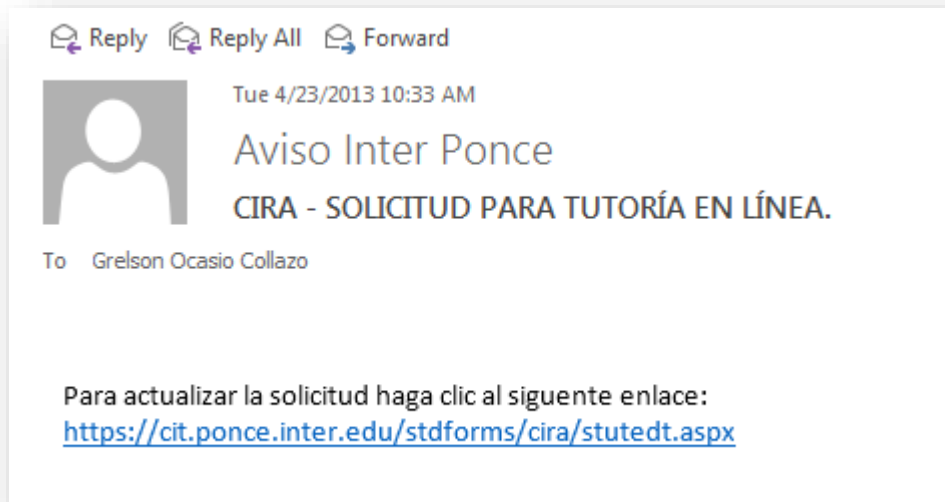 Reply Reply All Forward
Tue 4/23/2013 10:33 AM
Aviso Inter Ponce
CIRA - SOLICITUD PARA TUTORÍA EN LÍNEA.
To Grelson Ocasio Collazo
Para actualizar la solicitud haga clic al siguente enlace:
https://cit.ponce.inter.edu/stdforms/cira/stutedt.aspx